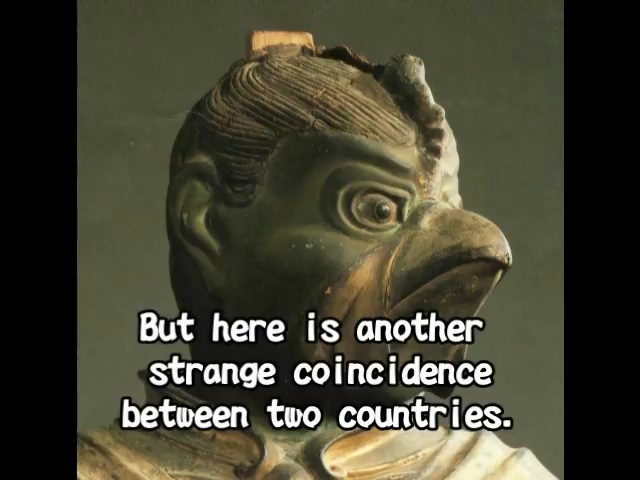 But here is another
strange coincidence
between two countries.